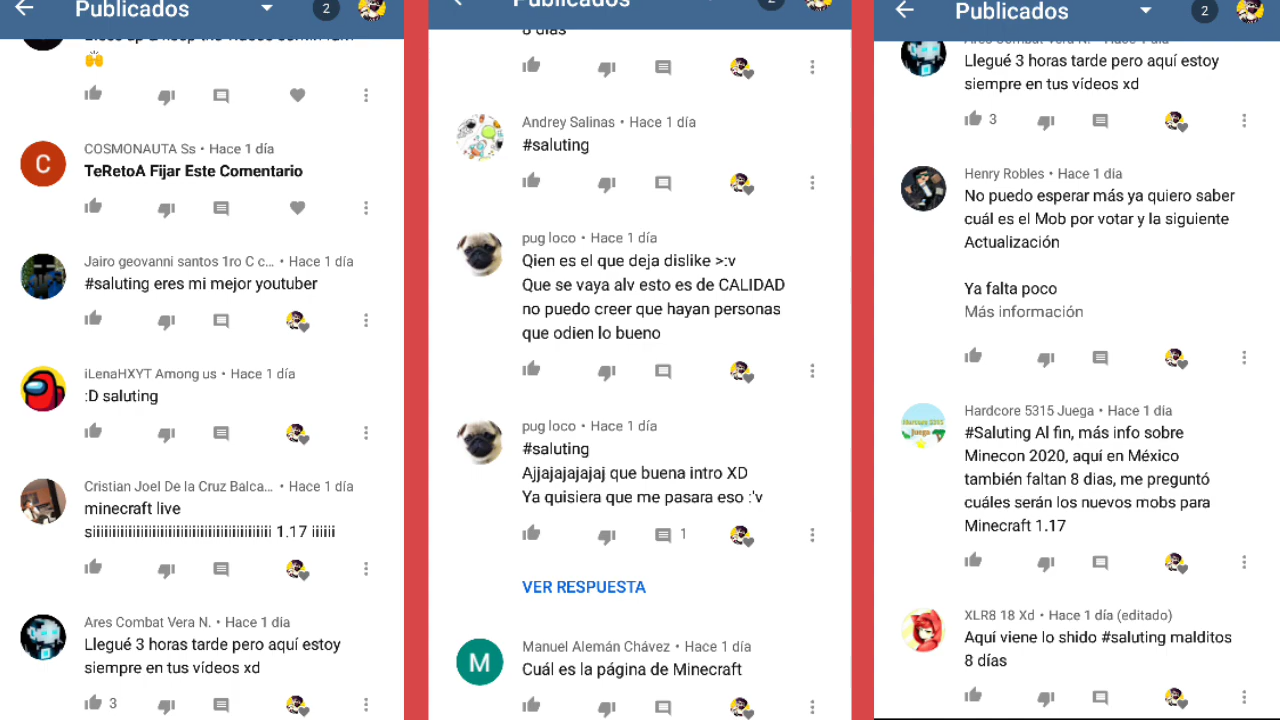 Publicados
2
🙌
COSMONAUTA Ss • Hace 1 día
TeRetoA Fijar Este Comentario
Jairo geovanni santos 1ro C c... • Hace 1 día
#saluting eres mi mejor youtuber
iLenaHXYT Among us • Hace 1 día
:D saluting
Cristian Joel De la Cruz Balca... • Hace 1 día
minecraft live
siiiiiiiiiiiiiiiiiiiiiiiiiiiiiiiiiiiiiii 1.17 iiiiii
Ares Combat Vera N. • Hace 1 día
Llegué 3 horas tarde pero aquí estoy
siempre en tus vídeos xd
3
Publicados
2
8 días
Andrey Salinas • Hace 1 día
#saluting
pug loco • Hace 1 día
Qien es el que deja dislike >:v
Que se vaya alv esto es de CALIDAD
no puedo creer que hayan personas
que odien lo bueno
pug loco • Hace 1 día
#saluting
Ajjajajajajaj que buena intro XD
Ya quisiera que me pasara eso :'v
1
VER RESPUESTA
M
Manuel Alemán Chávez • Hace 1 día
Cuál es la página de Minecraft
Publicados
2
Ares Combat Vera N. • Hace 1 día
Llegué 3 horas tarde pero aquí estoy
siempre en tus vídeos xd
3
Henry Robles • Hace 1 día
No puedo esperar más ya quiero saber
cuál es el Mob por votar y la siguiente
Actualización
Ya falta poco
Más información
Hardcore 5315 Juega • Hace 1 día
#Saluting Al fin, más info sobre
Minecon 2020, aquí en México
también faltan 8 dias, me preguntó
cuáles serán los nuevos mobs para
Minecraft 1.17
XLR8 18 Xd • Hace 1 día (editado)
Aquí viene lo shido #saluting malditos
8 días